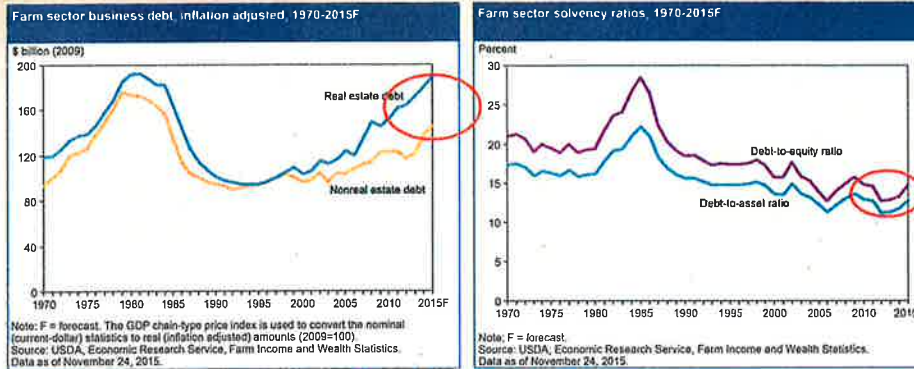 Farm sector business debt, inflation adjusted, 1970-2015F
$ billion (2009)
200
160
120
80
40
0
Real estate debt
Nonreal estate debt
1970 1975 1980 1985 1990 1995 2000 2005 2010 2015F
Note: F = forecast. The GDP chain-type price index is used to convert the nominal
(current-dollar) statistics to real (inflation adjusted) amounts (2009=100).
Source: USDA, Economic Research Service, Farm Income and Wealth Statistics.
Data as of November 24, 2015.
Farm sector solvency ratios, 1970-2015F
Percent
30
25
20
15
10
5
0
Debt-to-equity ratio
Debt-to-asset ratio
1970 1975 1980 1985 1990 1995 2000 2005 2010 2015F
Note: F = forecast.
Source: USDA, Economic Research Service, Farm Income and Wealth Statistics.
Data as of November 24, 2015.